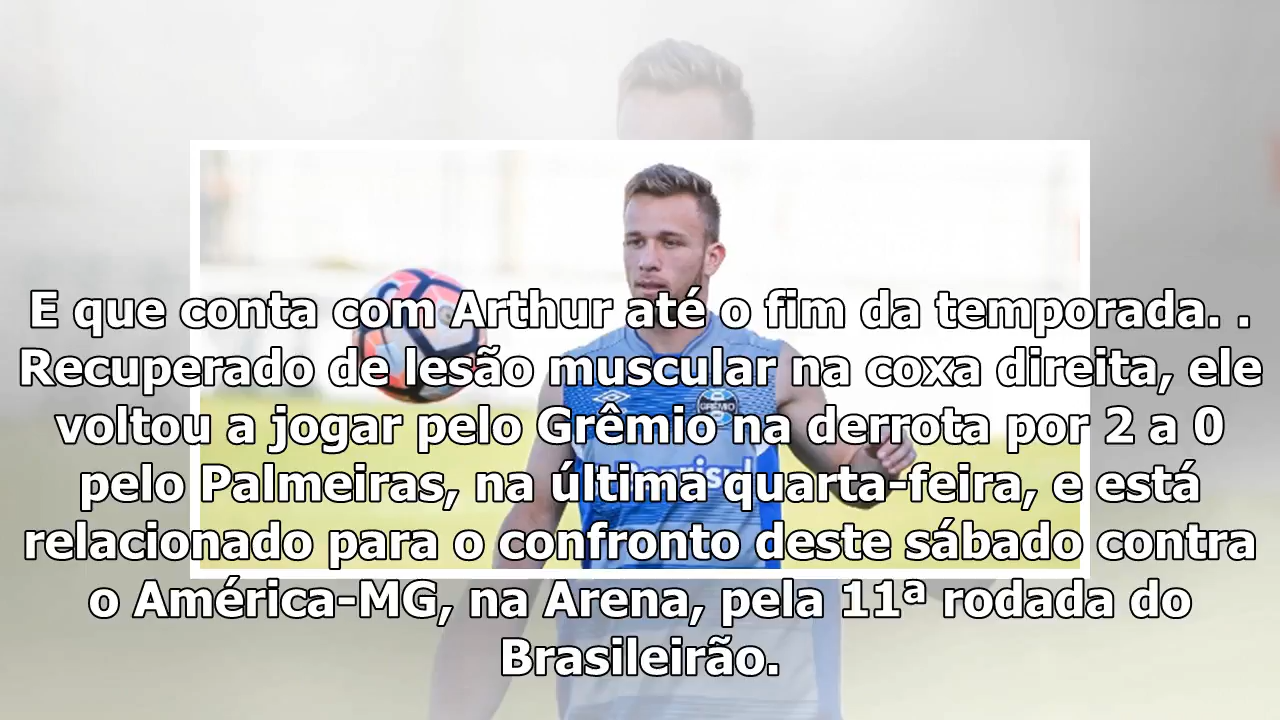 E que conta com Arthur até o fim da temporada. .
Recuperado de lesão muscular na coxa direita, ele
voltou a jogar pelo Grêmio na derrota por 2 a 0
pelo Palmeiras, na última quarta-feira, e está
relacionado para o confronto deste sábado contra
o América-MG, na Arena, pela 11ª rodada do
Brasileirão.
GRÊMIO
Banrisul